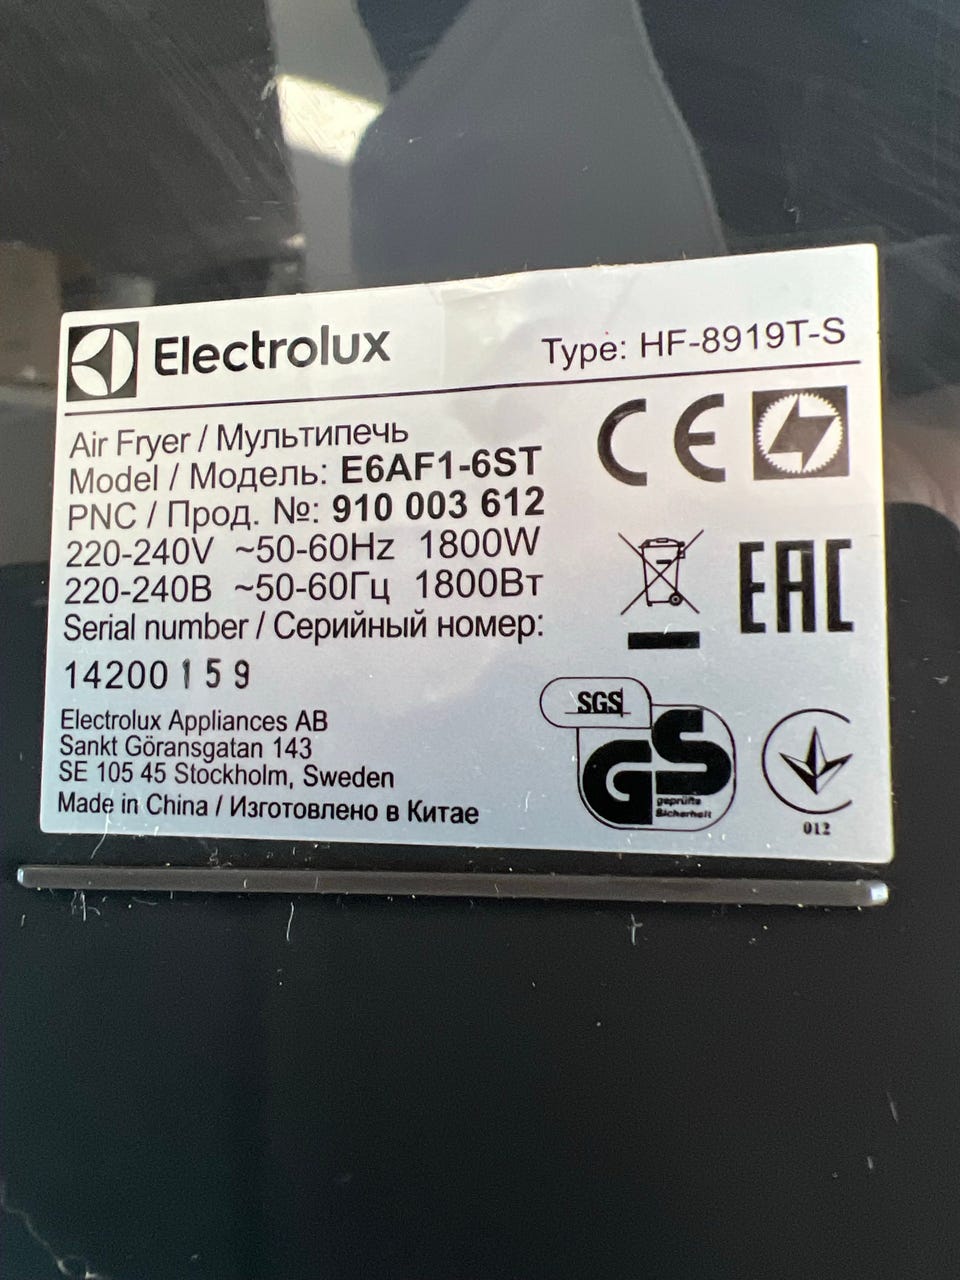 Electrolux
Type: HF-8919T-S
Air Fryer / Мультипечь
Model / Модель: E6AF1-6ST
PNC / Прод. №: 910 003 612
220-240V ~50-60Hz 1800W
220-240В ~50-60Гц 1800Вт
Serial number / Серийный номер:
14200159
Electrolux Appliances AB
Sankt Göransgatan 143
SE 105 45 Stockholm, Sweden
Made in China / Изготовлено в Китае
CE
EAC
SGS
GS
geprüfte
Sicherheit
012